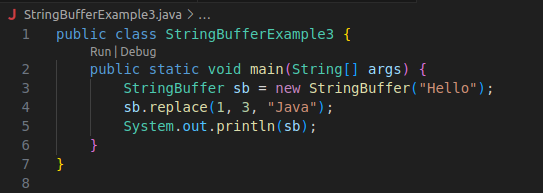 J StringBufferExample3.java > ...
1 public class StringBufferExample3 {
Run | Debug
2 public static void main(String[] args) {
3 StringBuffer sb = new StringBuffer("Hello");
4 sb.replace(1, 3, "Java");
5 System.out.println(sb);
6 }
7 }
8